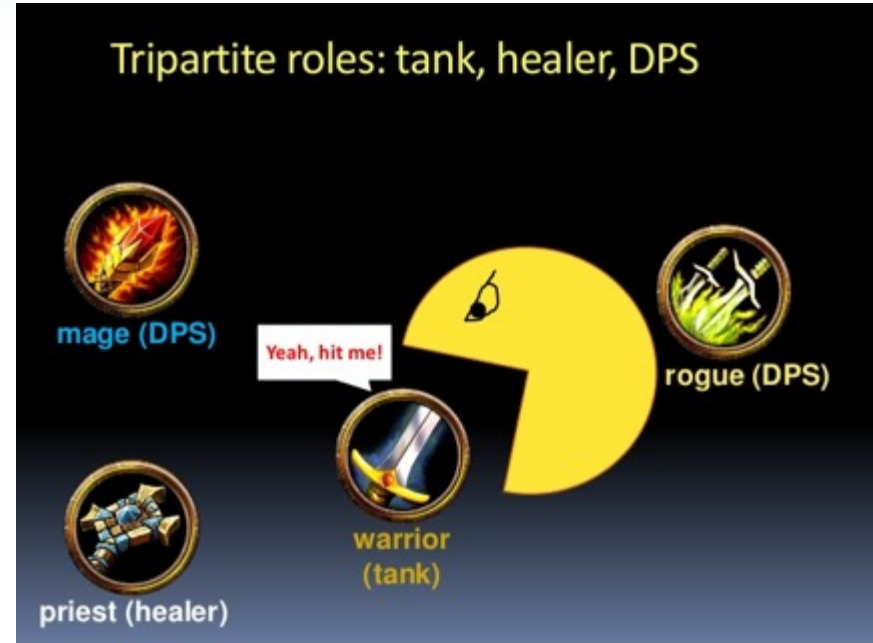 Tripartite roles: tank, healer, DPS
mage (DPS)
Yeah, hit me!
rogue (DPS)
warrior
(tank)
priest (healer)